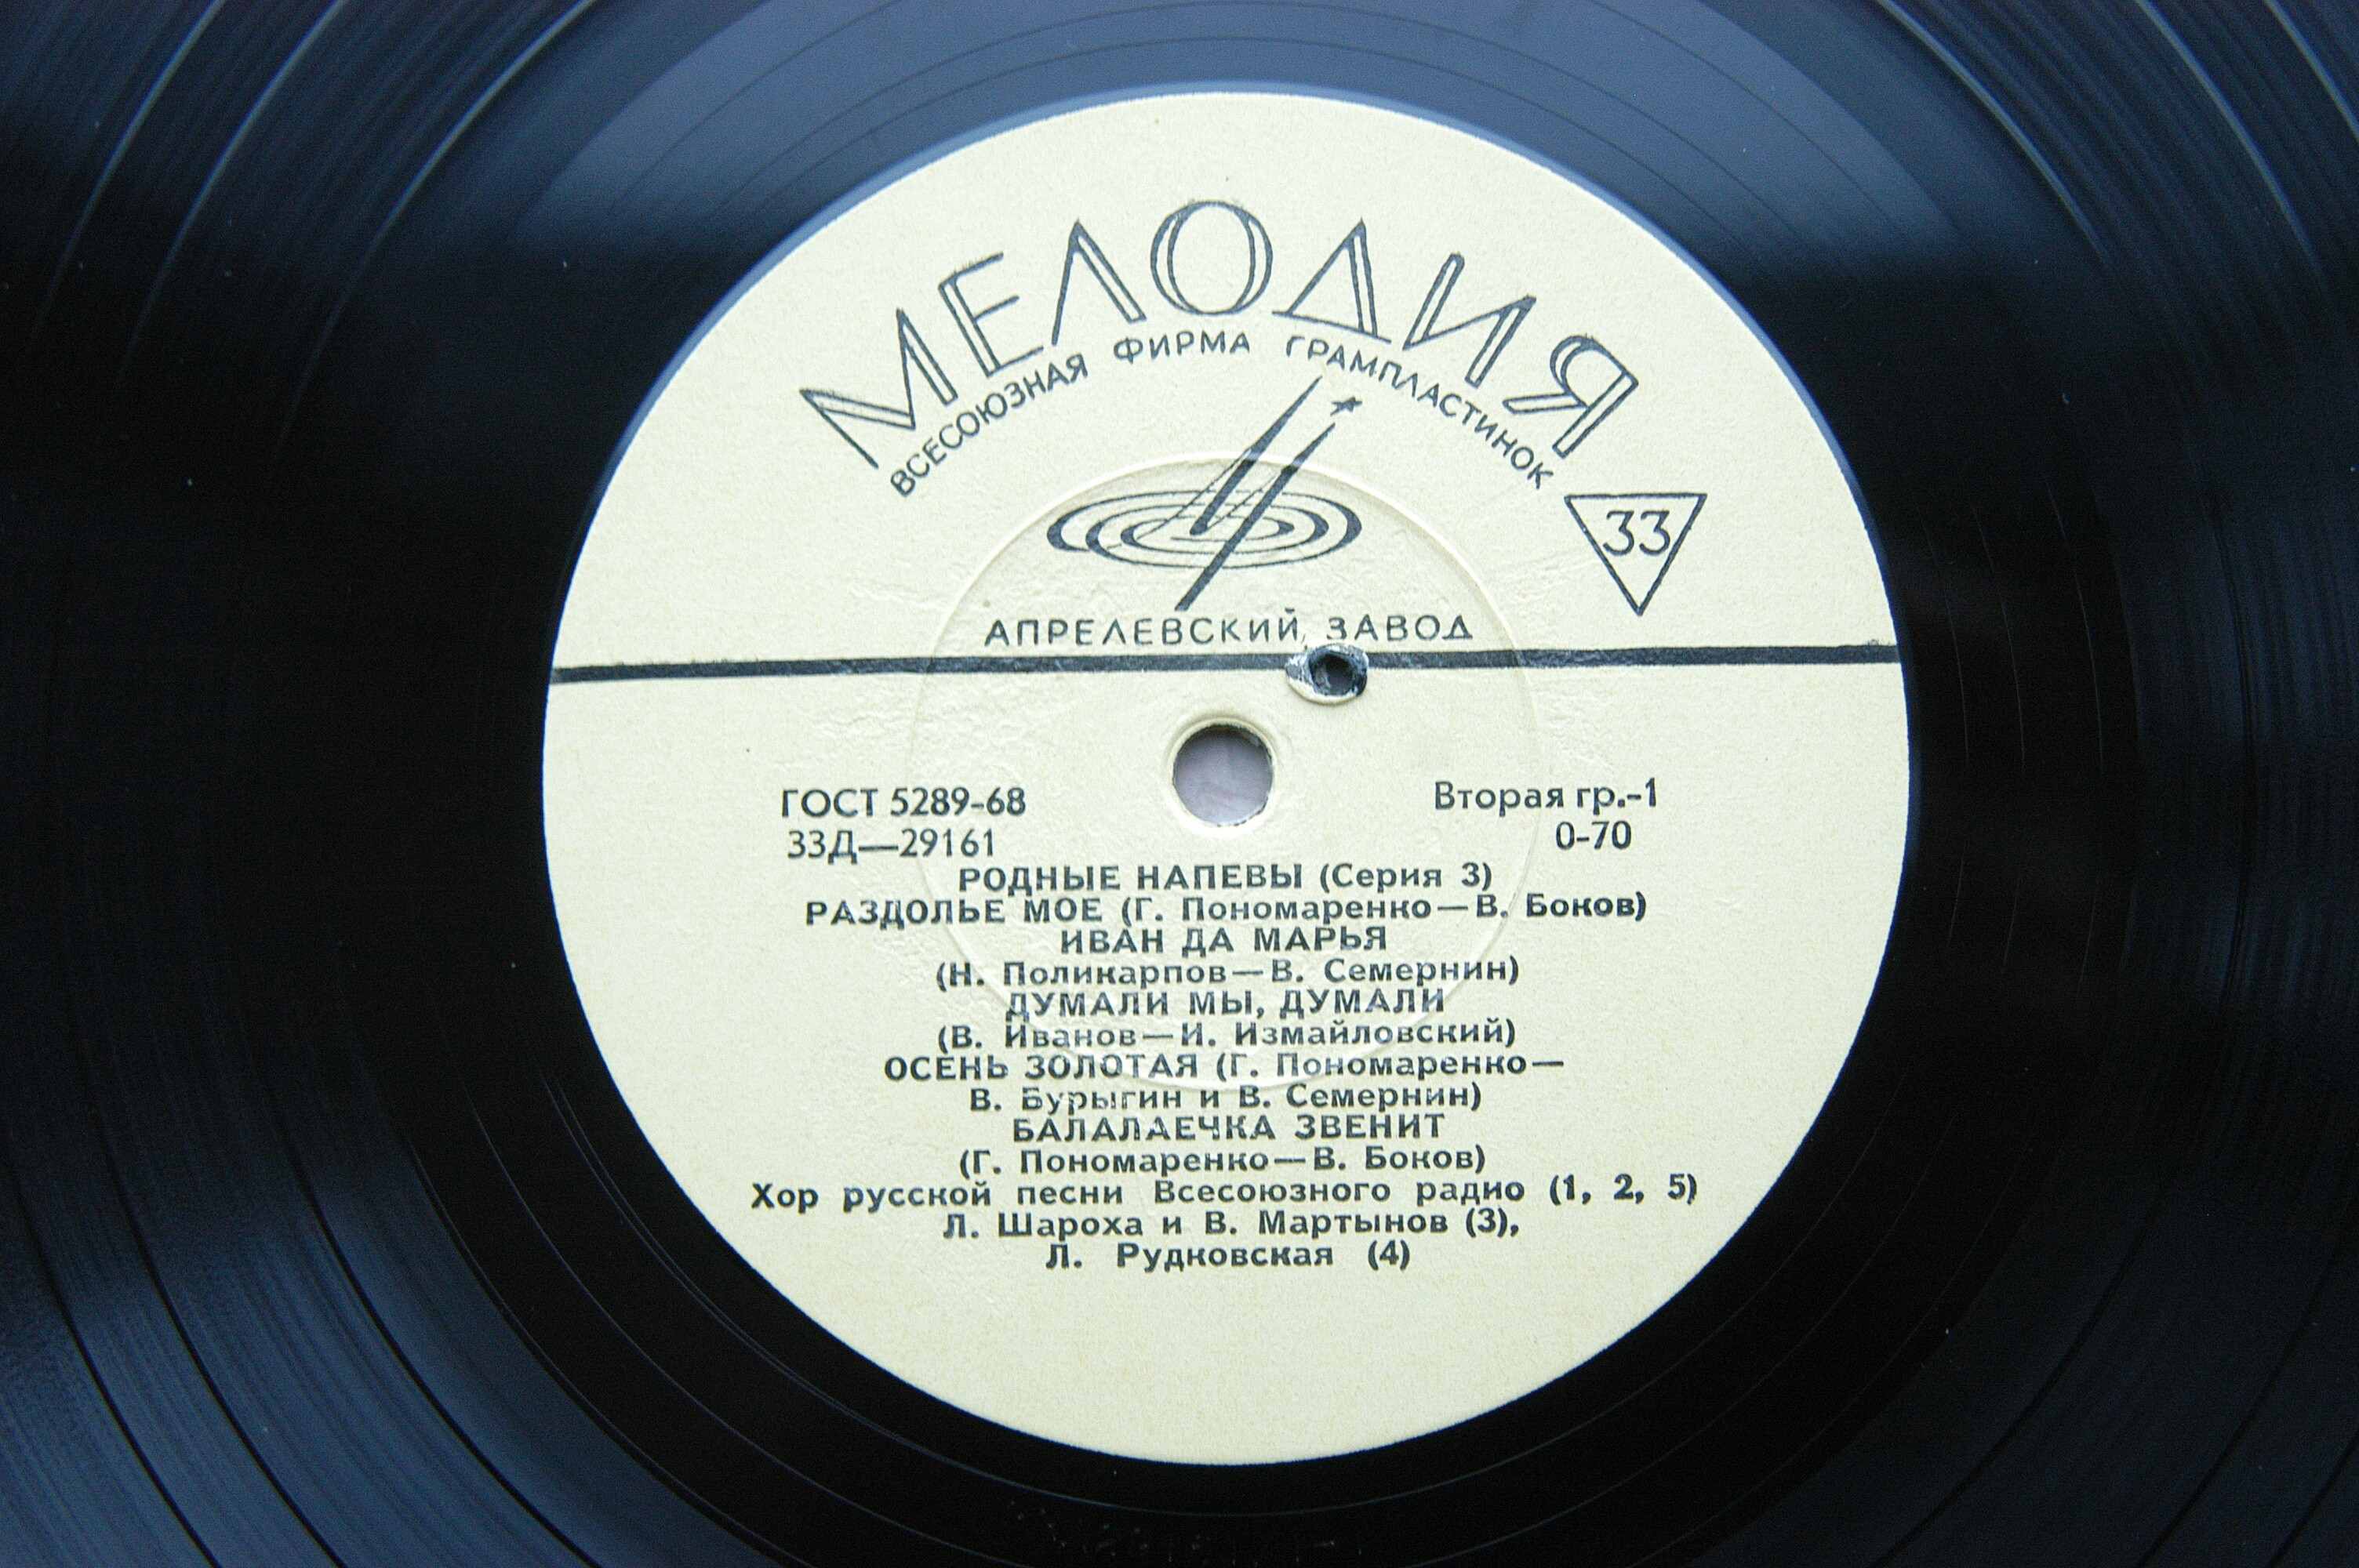 МЕЛОДИЯ
ВСЕСОЮЗНАЯ ФИРМА ГРАМПЛАСТИНОК
33
АПРЕЛЕВСКИЙ ЗАВОД
ГОСТ 5289-68 Вторая гр.-1
33Д—29161 0-70
РОДНЫЕ НАПЕВЫ (Серия 3)
РАЗДОЛЬЕ МОЕ (Г. Пономаренко—В. Боков)
ИВАН ДА МАРЬЯ
(Н. Поликарпов—В. Семернин)
ДУМАЛИ МЫ, ДУМАЛИ
(В. Иванов—И. Измайловский)
ОСЕНЬ ЗОЛОТАЯ (Г. Пономаренко—
В. Бурыгин и В. Семернин)
БАЛАЛАЕЧКА ЗВЕНИТ
(Г. Пономаренко—В. Боков)
Хор русской песни Всесоюзного радио (1, 2, 5)
Л. Шароха и В. Мартынов (3),
Л. Рудковская (4)